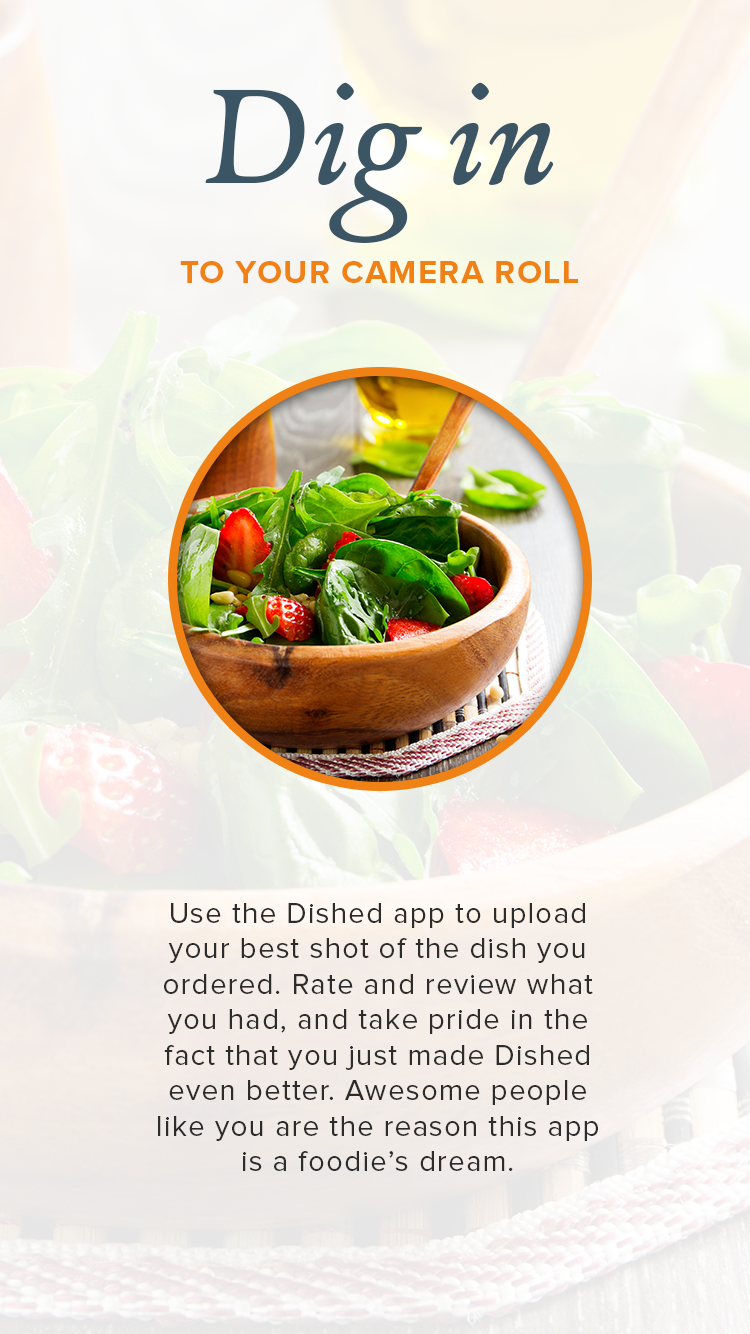 Dig in
TO YOUR CAMERA ROLL
Use the Dished app to upload
your best shot of the dish you
ordered. Rate and review what
you had, and take pride in the
fact that you just made Dished
even better. Awesome people
like you are the reason this app
is a foodie’s dream.